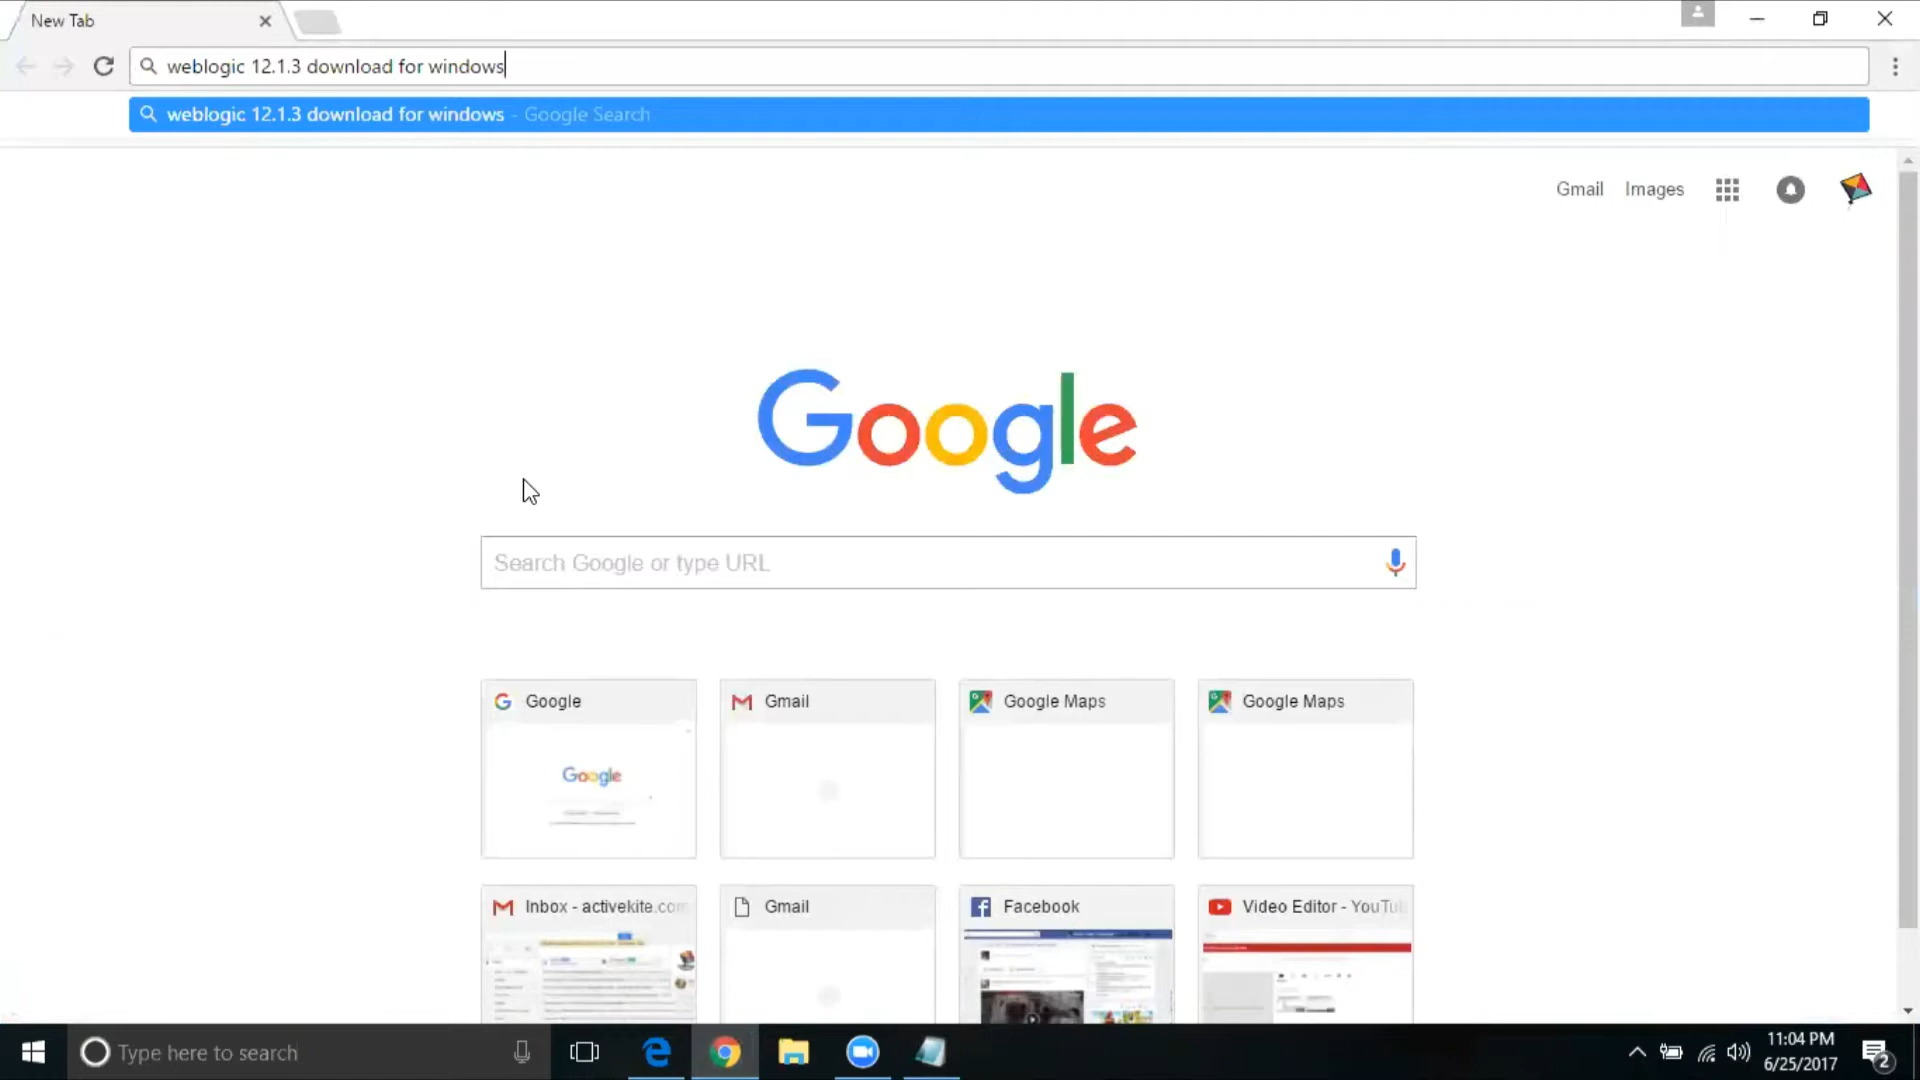 New Tab
weblogic 12.1.3 download for windows
weblogic 12.1.3 download for windows - Google Search
Gmail Images
Google
Search Google or type URL
Google Gmail Google Maps Google Maps
Google
Inbox - activekite.com Gmail Facebook Video Editor - YouTu
Type here to search
11:04 PM
6/25/2017
2